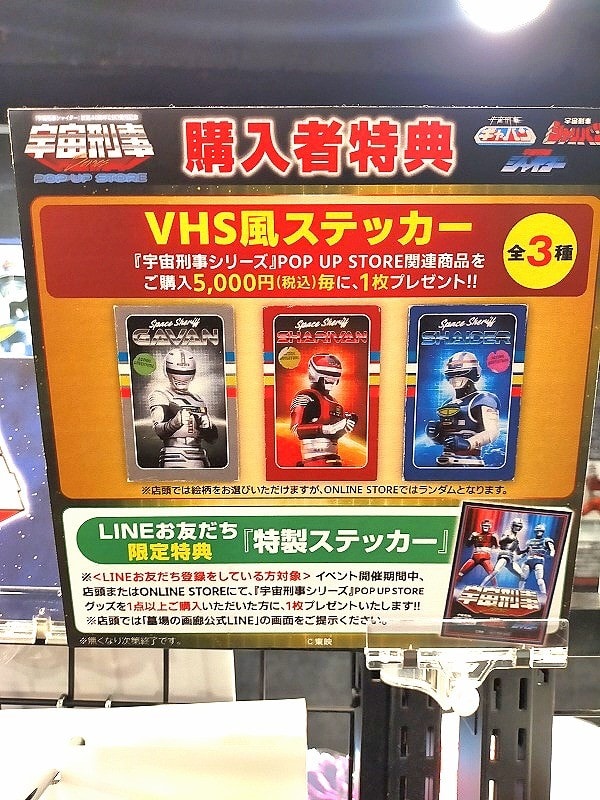 宇宙刑事
POP-UP STORE
購入者特典
宇宙刑事
ギャバン
宇宙刑事
シャリバン
シャイダー
VHS風ステッカー
『宇宙刑事シリーズ』POP UP STORE関連商品を
ご購入5,000円(税込)毎に、1枚プレゼント!!
全3種
Space Sheriff
GAVAN
Space Sheriff
SHARIVAN
Space Sheriff
SHAIDER
※店頭では絵柄をお選びいただけますが、ONLINE STOREではランダムとなります。
LINEお友だち
限定特典
『特製ステッカー』
※<LINEお友だち登録をしている方対象> イベント開催期間中、
店頭またはONLINE STOREにて、『宇宙刑事シリーズ』POP UP STORE
グッズを1点以上ご購入いただいた方に、1枚プレゼントいたします!!
※店頭では「墓場の画廊公式LINE」の画面をご提示ください。
宇宙刑事
※無くなり次第終了です。
©東映